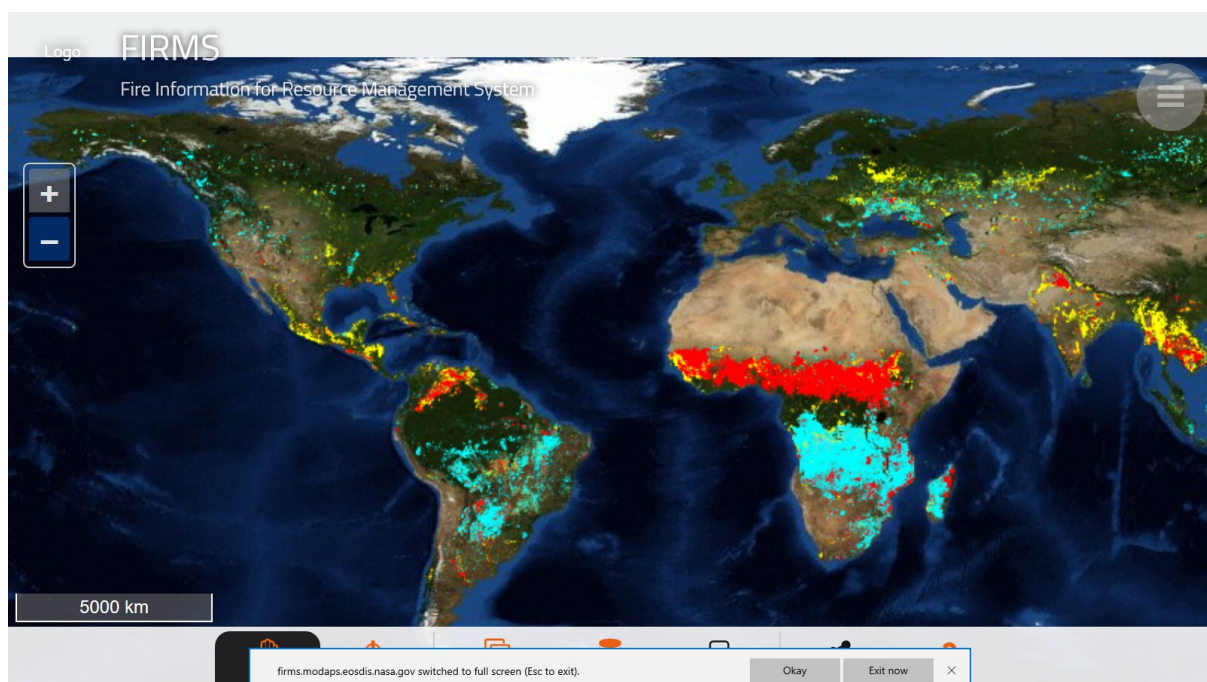 Logo
FIRMS
Fire Information for Resource Management System
+
−
5000 km
firms.modaps.eosdis.nasa.gov switched to full screen (Esc to exit).
Okay
Exit now